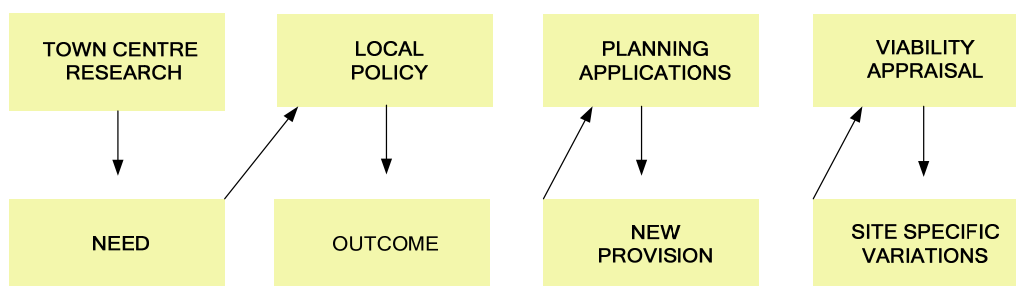 TOWN CENTRE
RESEARCH
LOCAL
POLICY
PLANNING
APPLICATIONS
VIABILITY
APPRAISAL
NEED
OUTCOME
NEW
PROVISION
SITE SPECIFIC
VARIATIONS